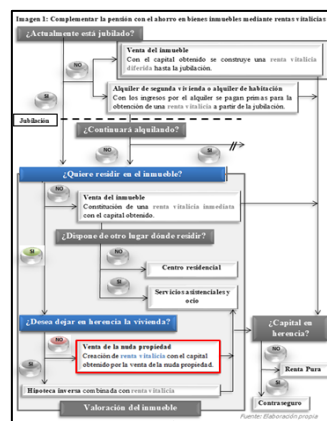 Imagen 1: Complementar la pensión con el ahorro en bienes inmuebles mediante rentas vitalicias
¿Actualmente está jubilado?
Venta del inmueble
Con el capital obtenido se construye una renta vitalicia
diferida hasta la jubilación.
NO
Alquiler de segunda vivienda o alquiler de habitación
Con los ingresos por el alquiler se pagan primas para la
obtención de una renta vitalicia a partir de la jubilación.
SI
Jubilación
¿Continuará alquilando?
NO
SI
¿Quiere residir en el inmueble?
NO
Venta del inmueble
Constitución de una renta vitalicia inmediata
con el capital obtenido.
¿Dispone de otro lugar dónde residir?
SI
NO
Centro residencial
SI
Servicios asistenciales y
ocio
¿Desea dejar en herencia la vivienda?
¿Capital en
herencia?
NO
Venta de la nuda propiedad
Creación de renta vitalicia con el capital
obtenido por la venta de la nuda propiedad.
SI
NO
Renta Pura
Hipoteca inversa combinada con renta vitalicia
SI
Contraseguro
Valoración del inmueble
Fuente: Elaboración propia